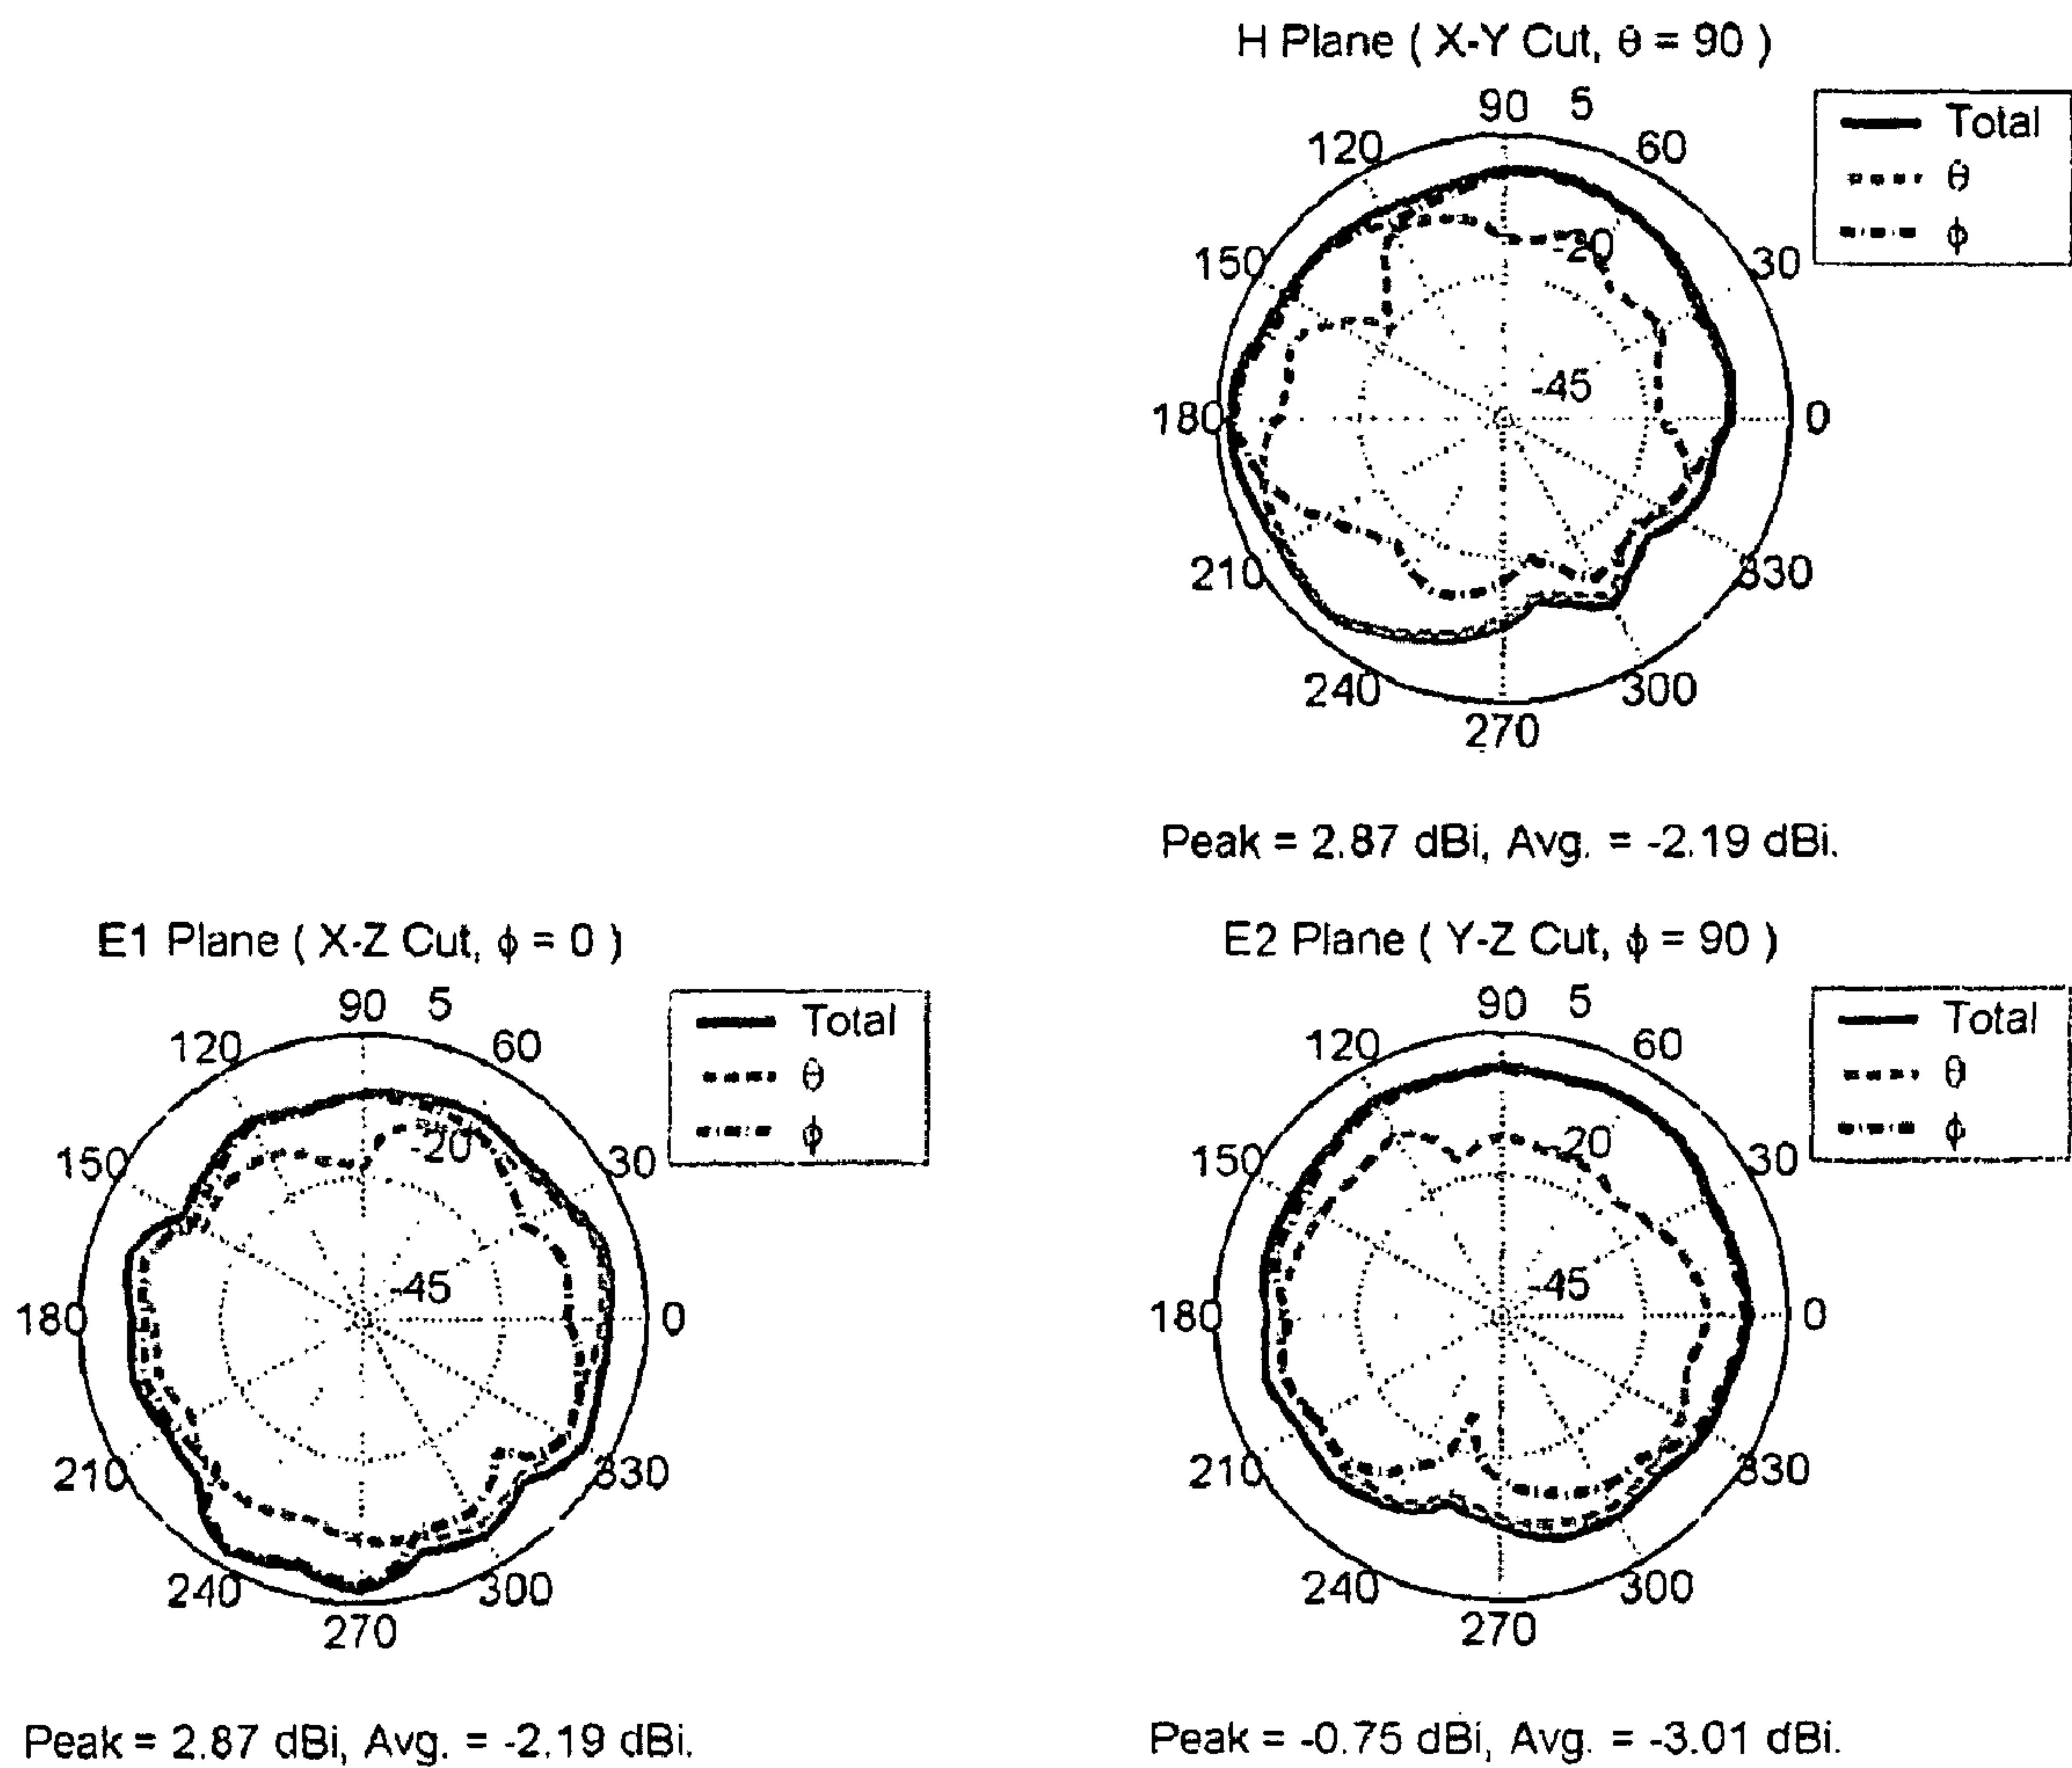 H Plane ( X-Y Cut, θ = 90 )
90 5
120 60
150 30
-20
-45
180 0
210 330
240 300
270
Total
θ
ϕ
Peak = 2.87 dBi, Avg. = -2.19 dBi.
E1 Plane ( X-Z Cut, ϕ = 0 )
90 5
120 60
150 30
-20
-45
180 0
210 330
240 300
270
Total
θ
ϕ
Peak = 2.87 dBi, Avg. = -2.19 dBi.
E2 Plane ( Y-Z Cut, ϕ = 90 )
90 5
120 60
150 30
-20
-45
180 0
210 330
240 300
270
Total
θ
ϕ
Peak = -0.75 dBi, Avg. = -3.01 dBi.